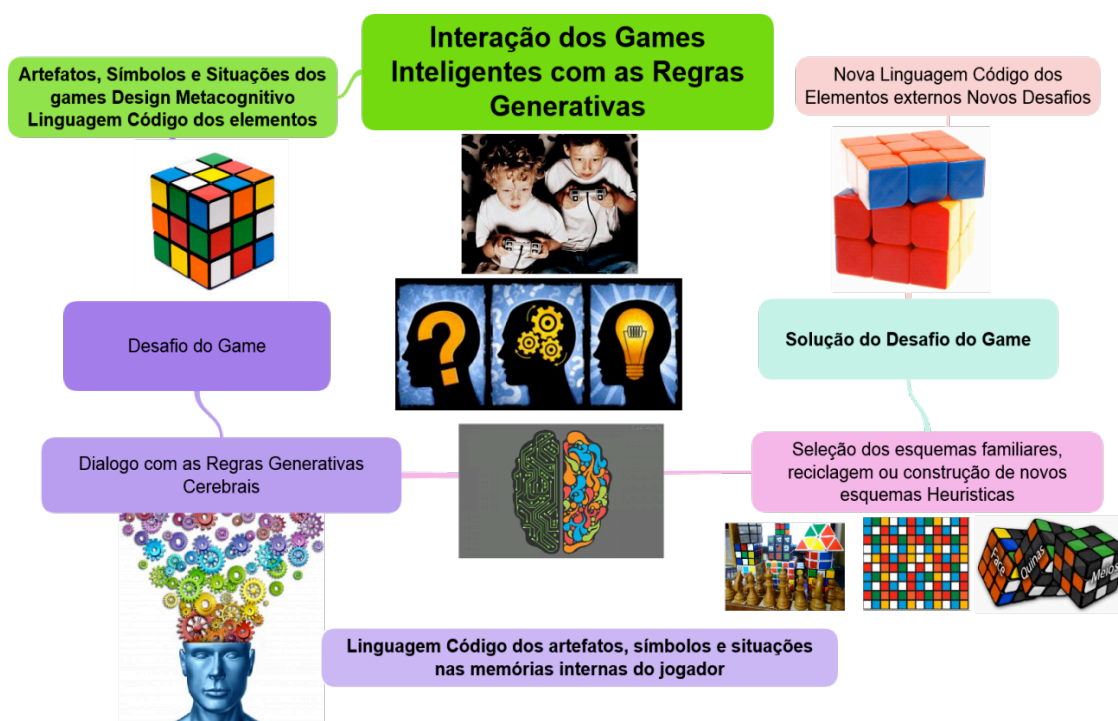 Interação dos Games
Inteligentes com as Regras
Generativas
Artefatos, Símbolos e Situações dos
games Design Metacognitivo
Linguagem Código dos elementos
Nova Linguagem Código dos
Elementos externos Novos Desafios
Desafio do Game
Solução do Desafio do Game
Dialogo com as Regras Generativas
Cerebrais
Seleção dos esquemas familiares,
reciclagem ou construção de novos
esquemas Heuristicas
Face
Quinas
Meios
Linguagem Código dos artefatos, símbolos e situações
nas memórias internas do jogador